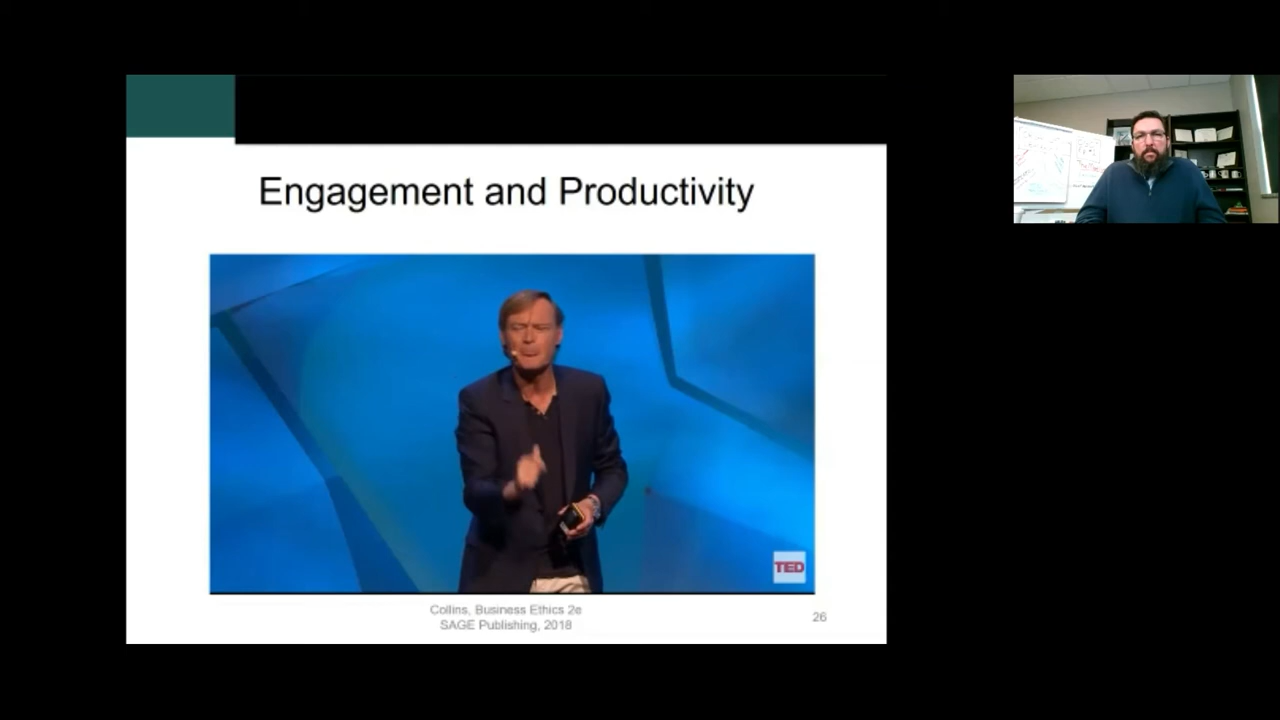 Engagement and Productivity
TED
Collins, Business Ethics 2e
SAGE Publishing, 2018
26